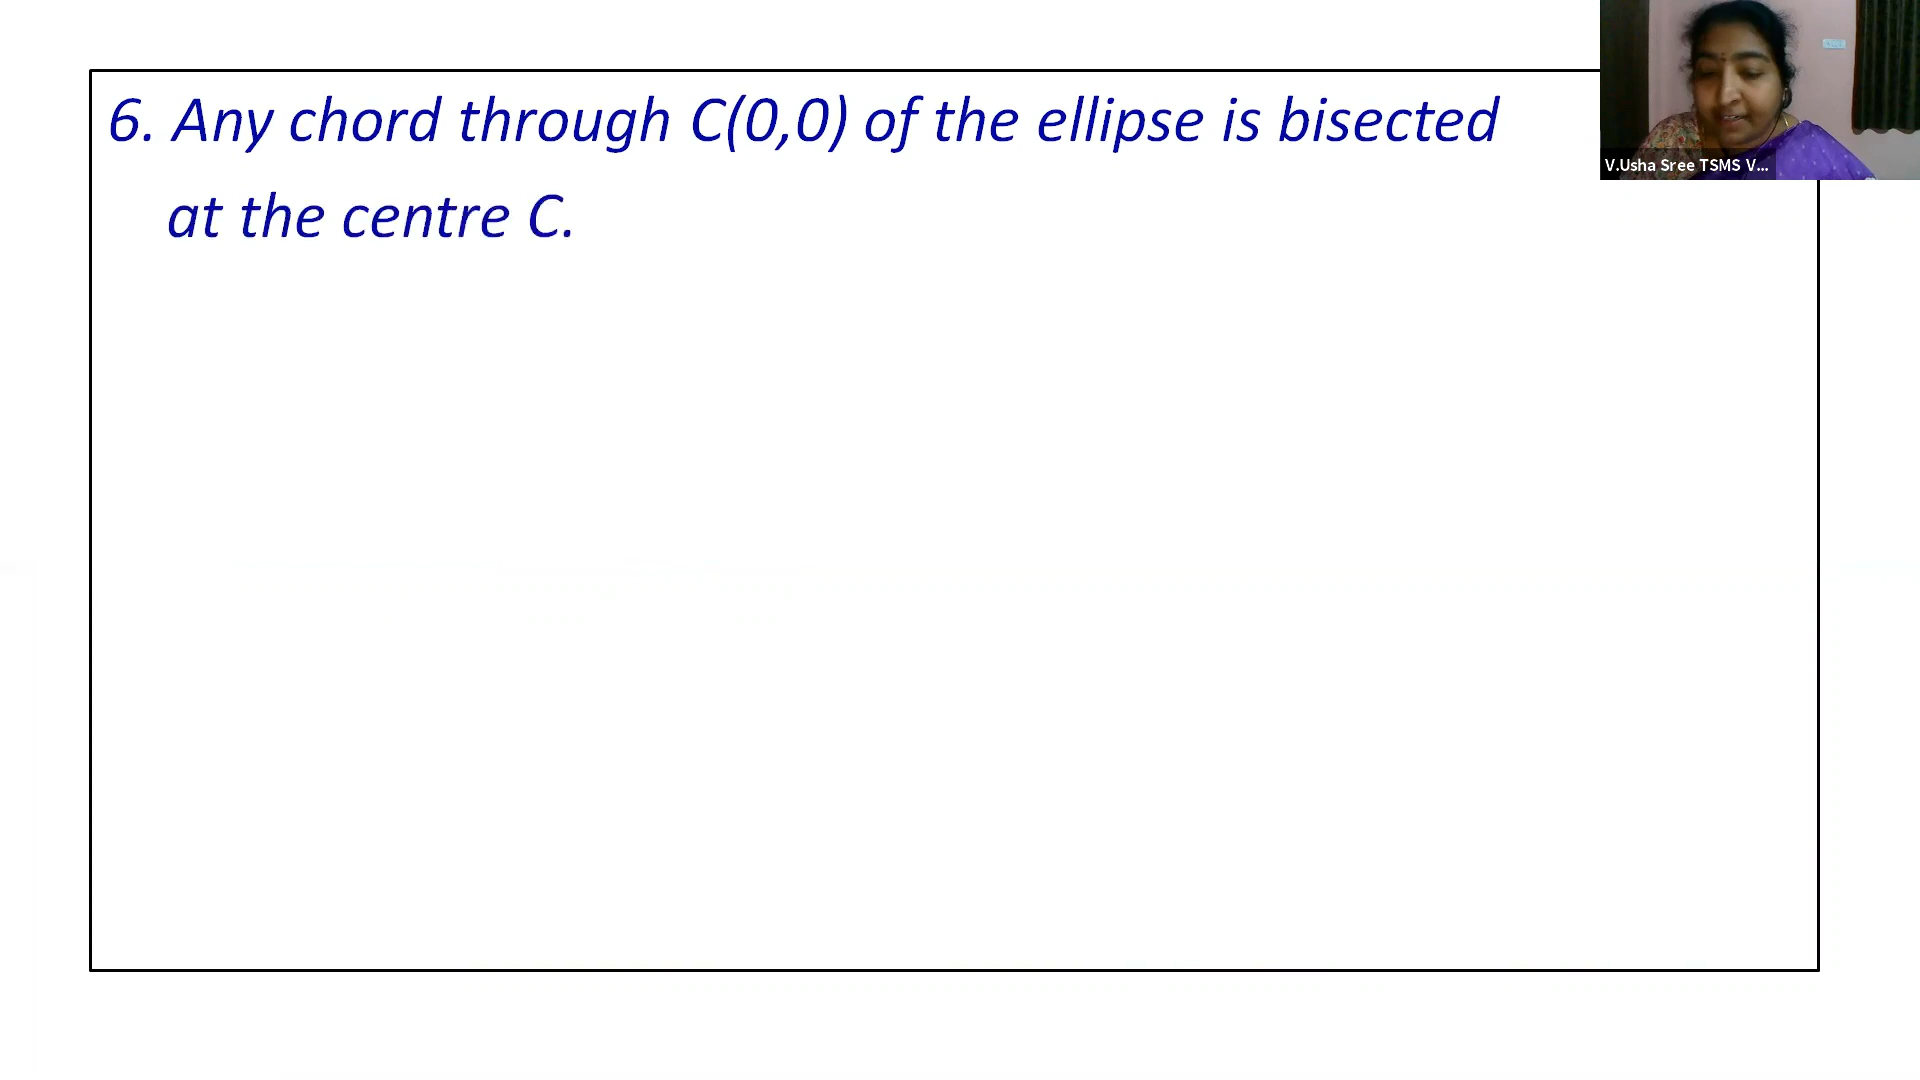 6. Any chord through C(0,0) of the ellipse is bisected
at the centre C.
V.Usha Sree TSMS V...